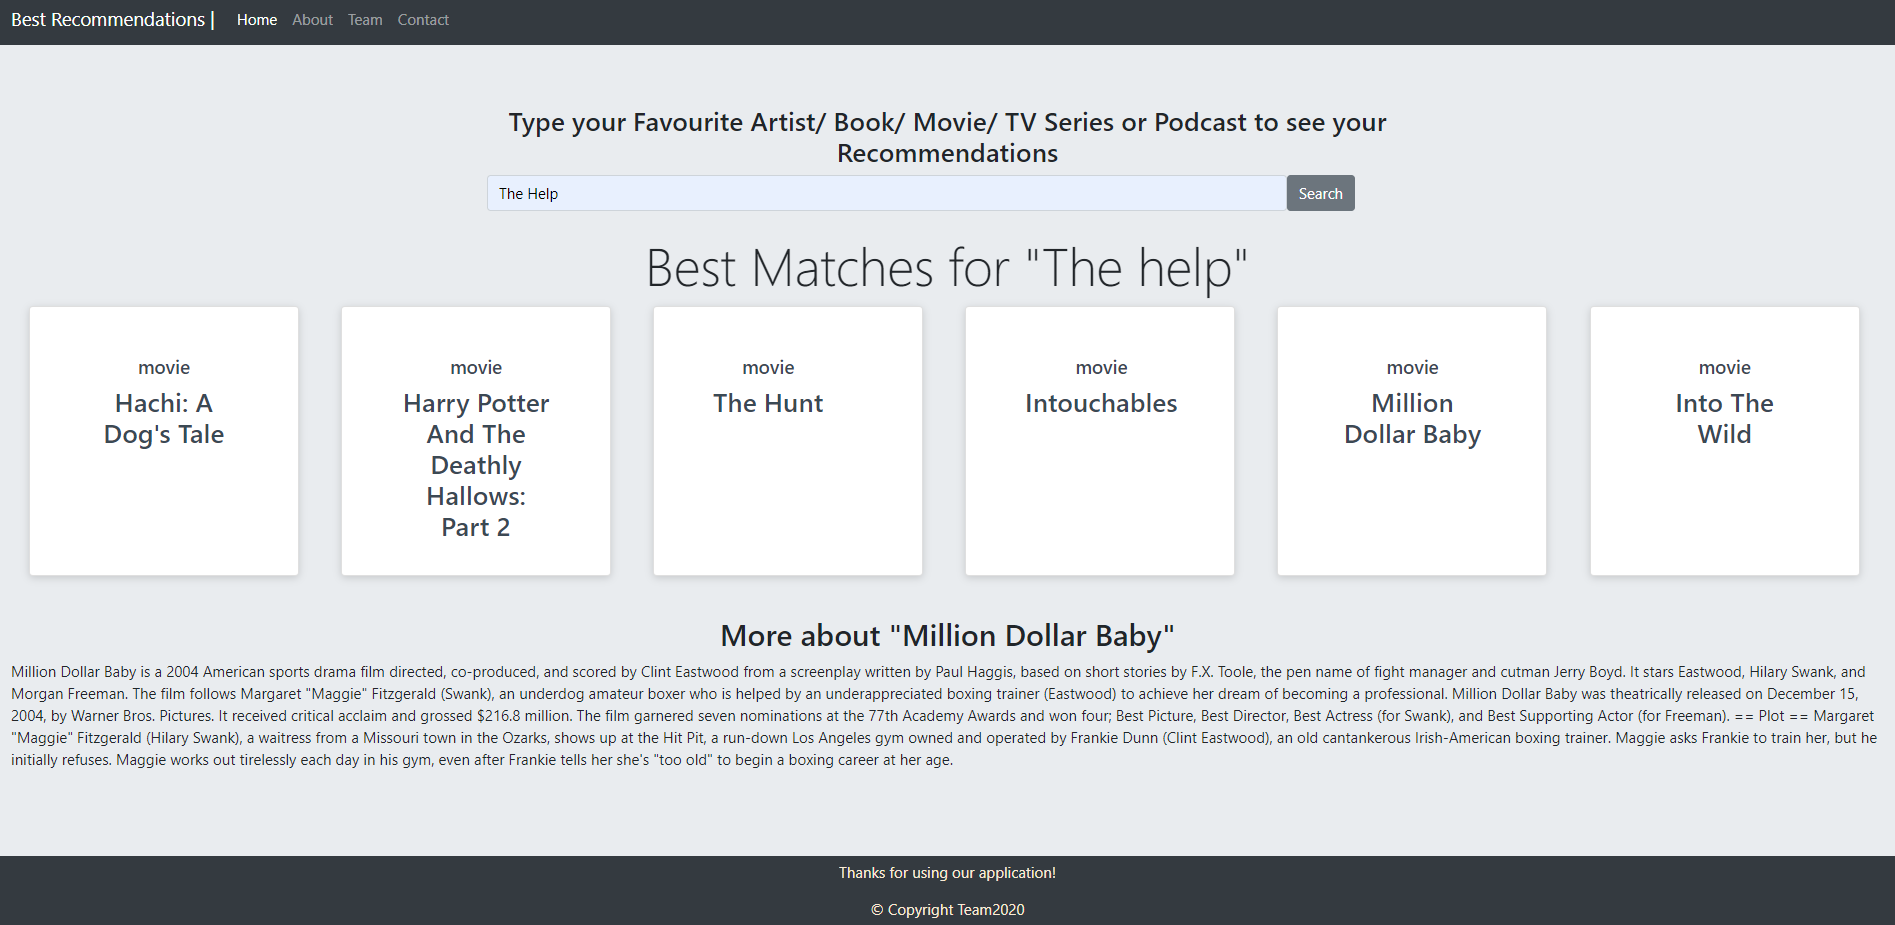 Best Recommendations | Home About Team Contact
Type your Favourite Artist/ Book/ Movie/ TV Series or Podcast to see your
Recommendations
The Help
Search
Best Matches for "The help"
movie
Hachi: A
Dog's Tale
movie
Harry Potter
And The
Deathly
Hallows:
Part 2
movie
The Hunt
movie
Intouchables
movie
Million
Dollar Baby
movie
Into The
Wild
More about "Million Dollar Baby"
Million Dollar Baby is a 2004 American sports drama film directed, co-produced, and scored by Clint Eastwood from a screenplay written by Paul Haggis, based on short stories by F.X. Toole, the pen name of fight manager and cutman Jerry Boyd. It stars Eastwood, Hilary Swank, and
Morgan Freeman. The film follows Margaret "Maggie" Fitzgerald (Swank), an underdog amateur boxer who is helped by an underappreciated boxing trainer (Eastwood) to achieve her dream of becoming a professional. Million Dollar Baby was theatrically released on December 15,
2004, by Warner Bros. Pictures. It received critical acclaim and grossed $216.8 million. The film garnered seven nominations at the 77th Academy Awards and won four; Best Picture, Best Director, Best Actress (for Swank), and Best Supporting Actor (for Freeman). == Plot == Margaret
"Maggie" Fitzgerald (Hilary Swank), a waitress from a Missouri town in the Ozarks, shows up at the Hit Pit, a run-down Los Angeles gym owned and operated by Frankie Dunn (Clint Eastwood), an old cantankerous Irish-American boxing trainer. Maggie asks Frankie to train her, but he
initially refuses. Maggie works out tirelessly each day in his gym, even after Frankie tells her she's "too old" to begin a boxing career at her age.
Thanks for using our application!
© Copyright Team2020